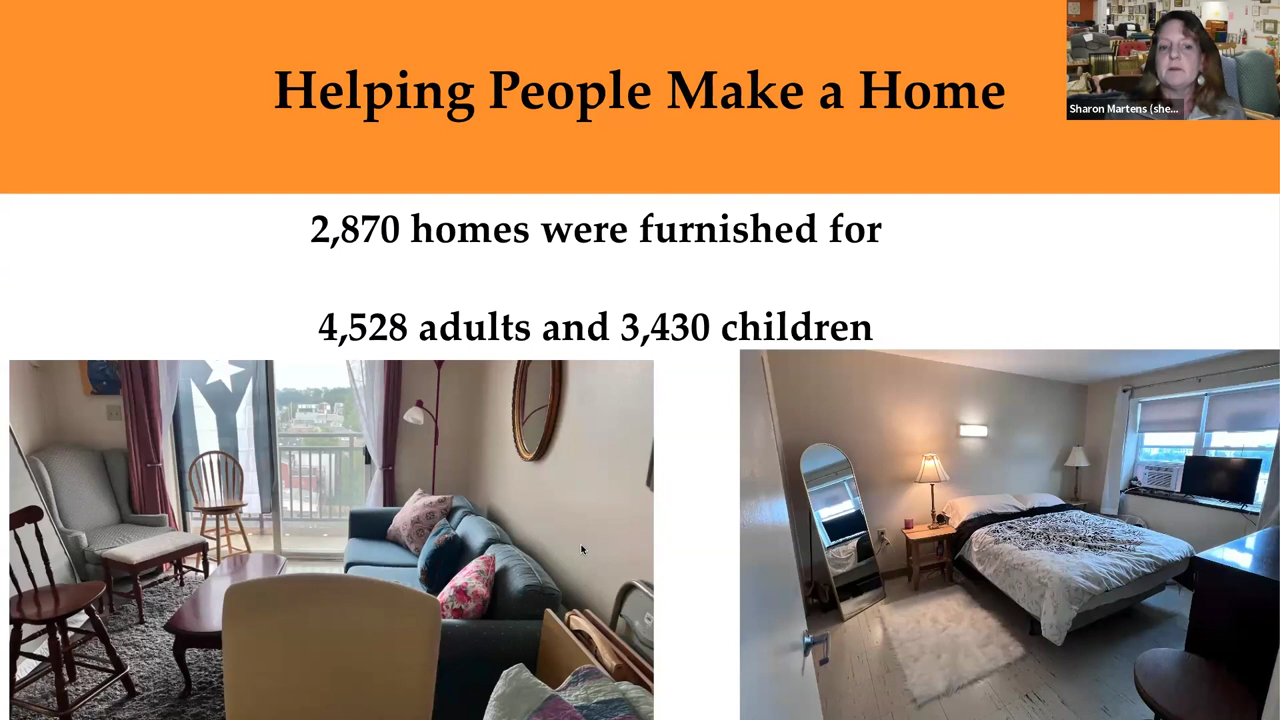 Helping People Make a Home
Sharon Martens (she...
2,870 homes were furnished for
4,528 adults and 3,430 children